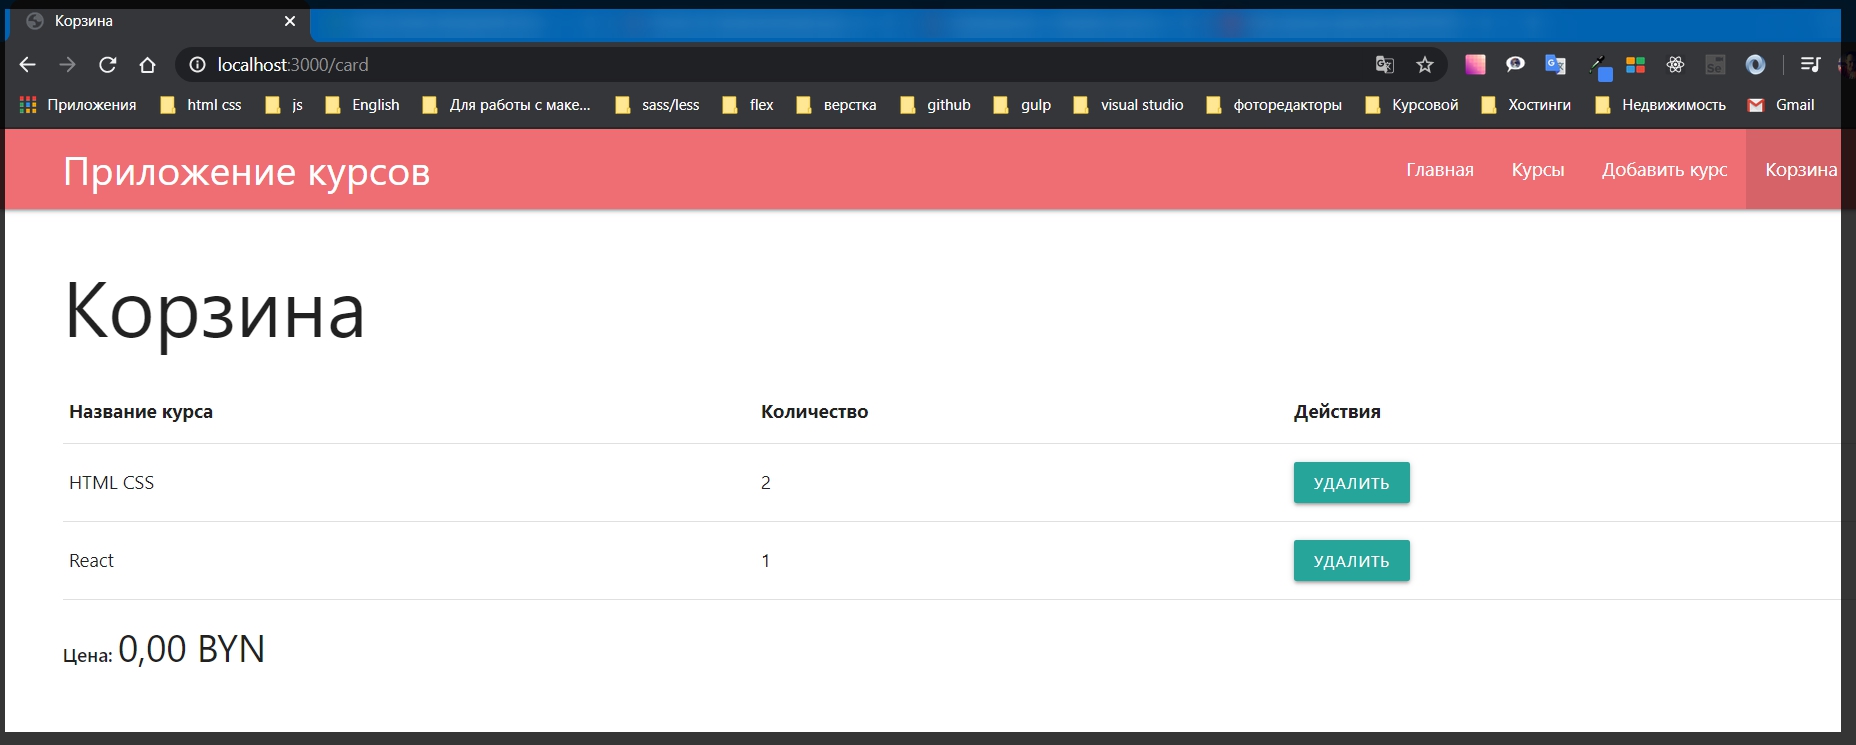 Корзина
localhost:3000/card
Приложения html css js English Для работы с маке... sass/less flex верстка github gulp visual studio фоторедакторы Курсовой Хостинги Недвижимость Gmail
Приложение курсов Главная Курсы Добавить курс Корзина
Корзина
Название курса Количество Действия
HTML CSS 2 УДАЛИТЬ
React 1 УДАЛИТЬ
Цена: 0,00 BYN